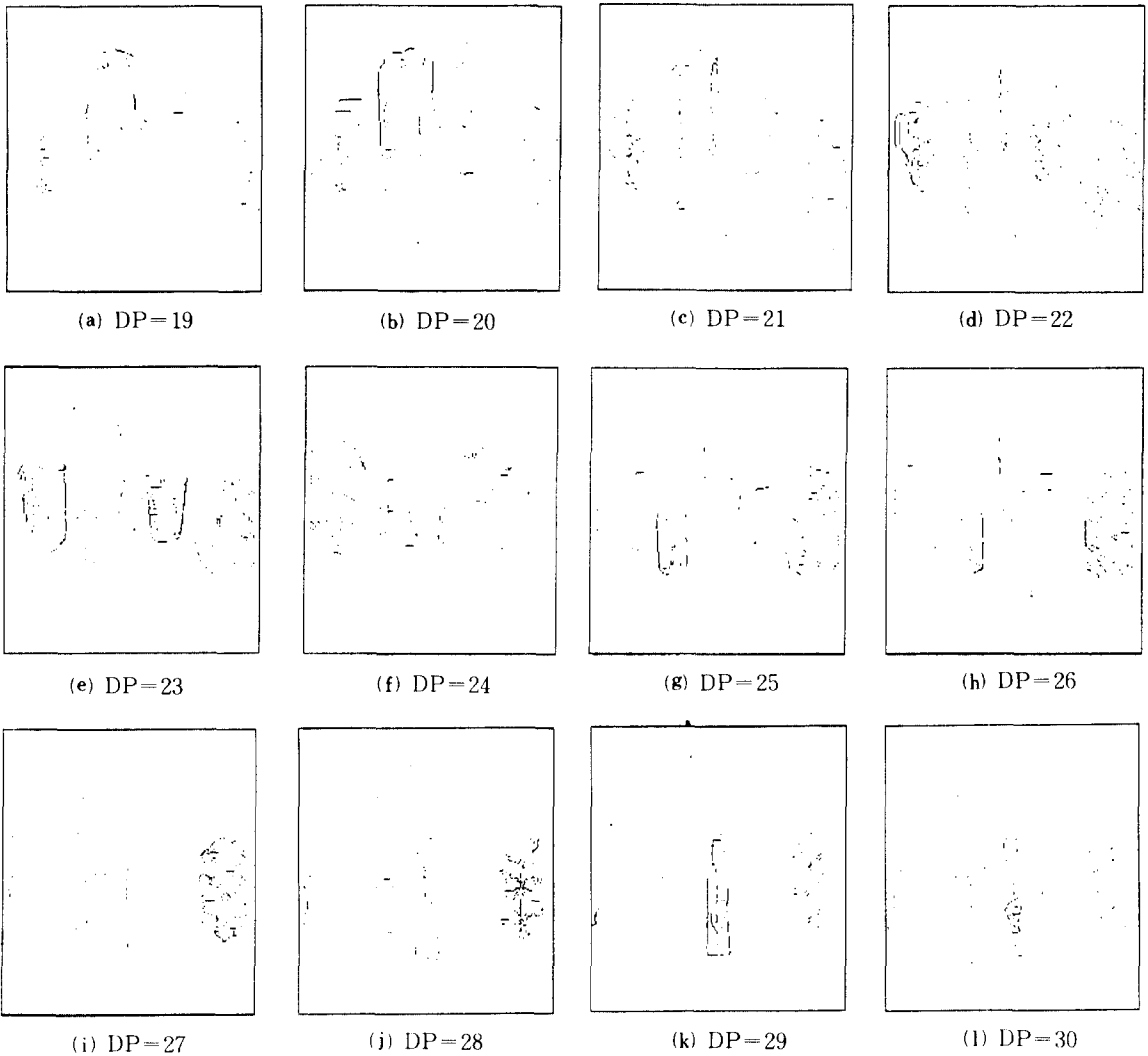 (a) DP=19 (b) DP=20 (c) DP=21 (d) DP=22
(e) DP=23 (f) DP=24 (g) DP=25 (h) DP=26
(i) DP=27 (j) DP=28 (k) DP=29 (l) DP=30